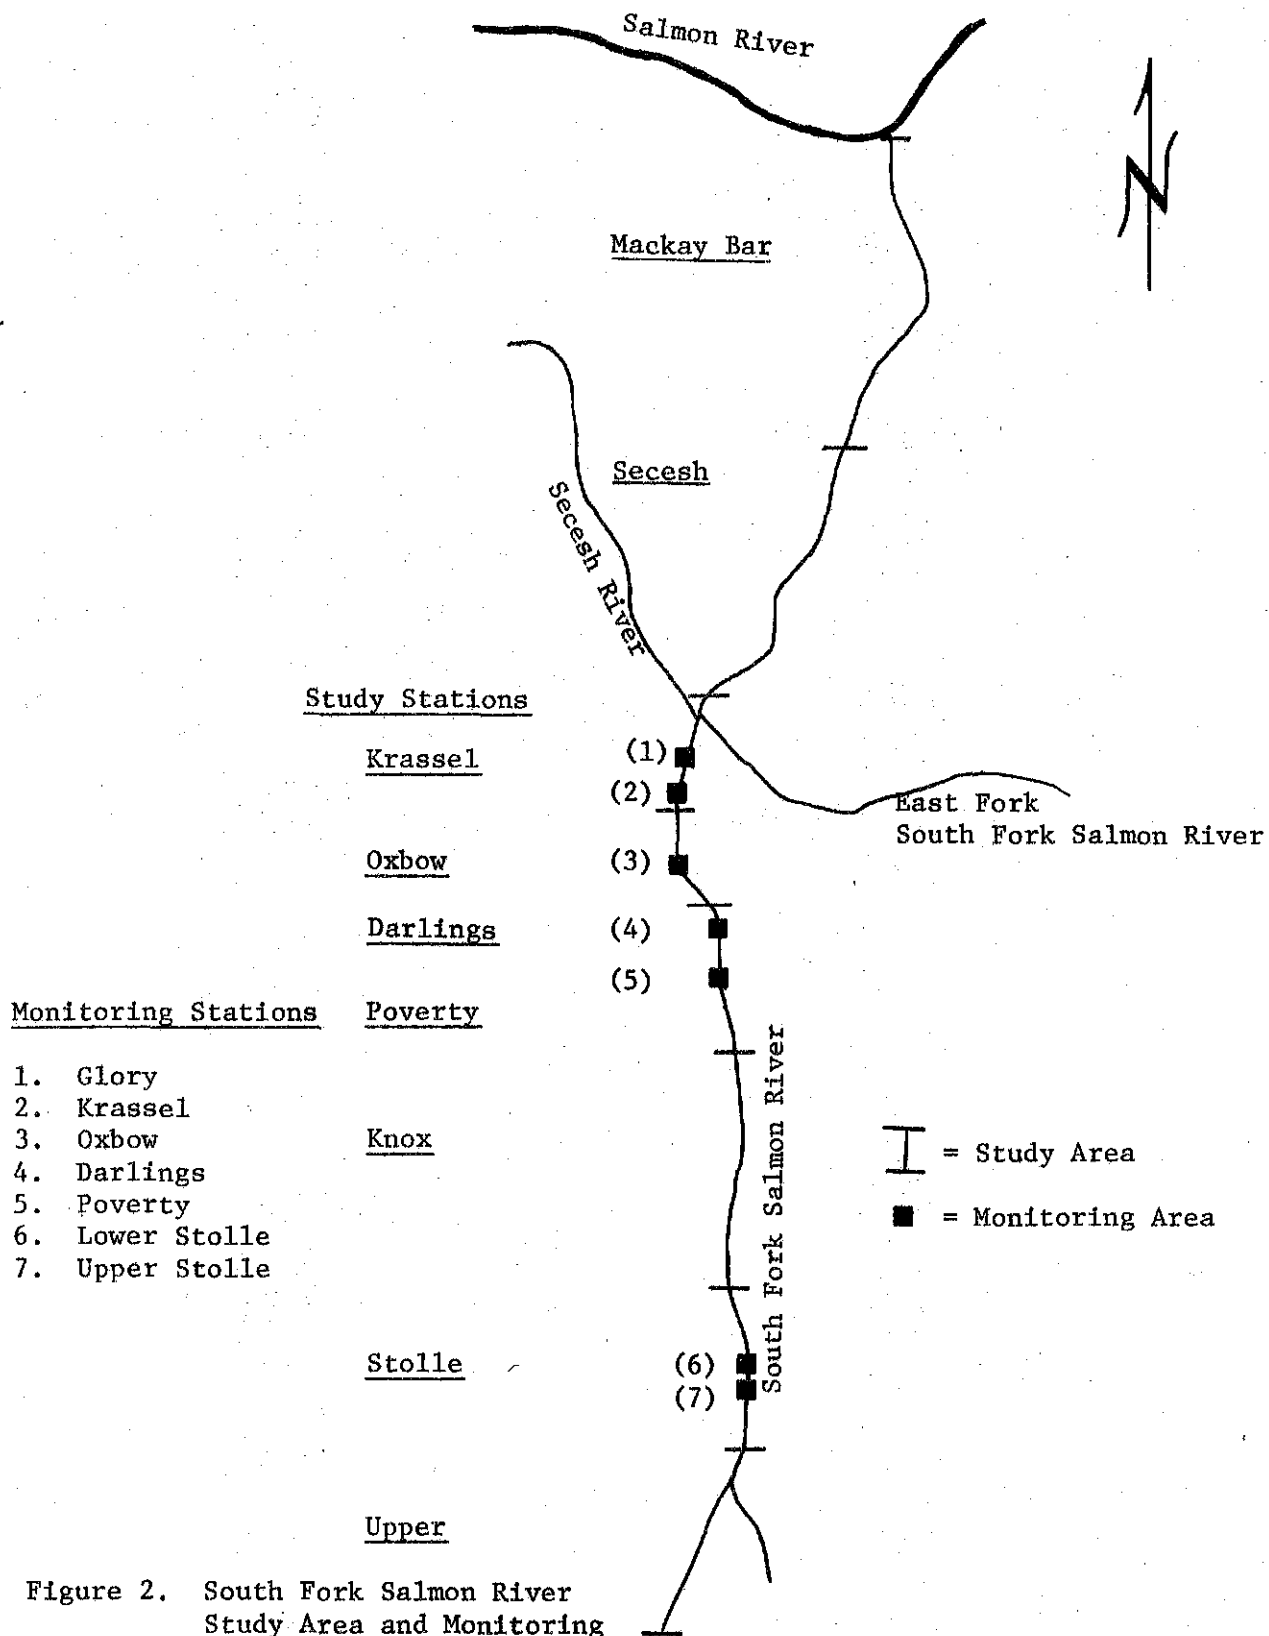 Salmon River
N
Mackay Bar
Secesh
Secesh River
Study Stations
Krassel
(1)
(2)
East Fork
South Fork Salmon River
Oxbow
(3)
Darlings
(4)
(5)
Monitoring Stations
Poverty
1. Glory
2. Krassel
3. Oxbow
4. Darlings
5. Poverty
6. Lower Stolle
7. Upper Stolle
Knox
South Fork Salmon River
= Study Area
= Monitoring Area
Stolle
(6)
(7)
Upper
Figure 2. South Fork Salmon River
Study Area and Monitoring